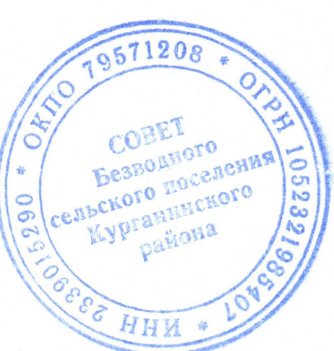 * ОКПО 79571208 * ОГРН 1052321985407 * ИНН 2339015290
СОВЕТ
Безводного
сельского поселения
Курганинского
района